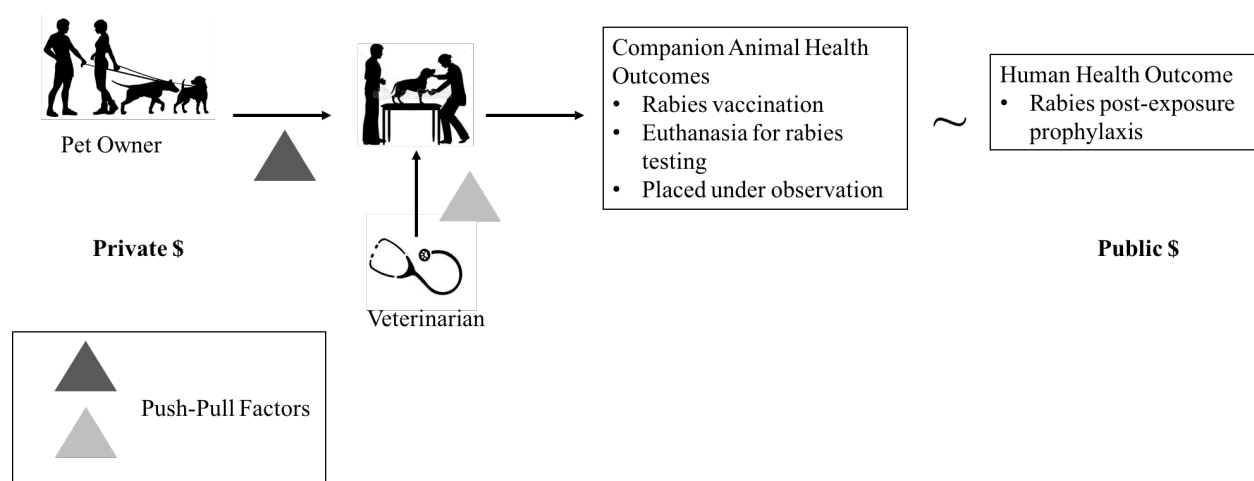 Pet Owner
Private $
Veterinarian
Companion Animal Health
Outcomes
• Rabies vaccination
• Euthanasia for rabies
testing
• Placed under observation
~
Human Health Outcome
• Rabies post-exposure
prophylaxis
Public $
Push-Pull Factors